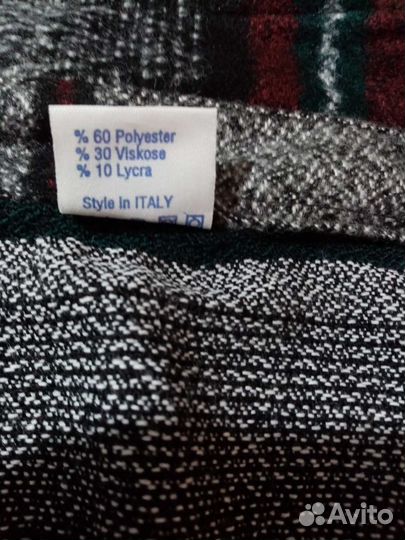 % 60 Polyester
% 30 Viskose
% 10 Lycra
Style in ITALY
Avito